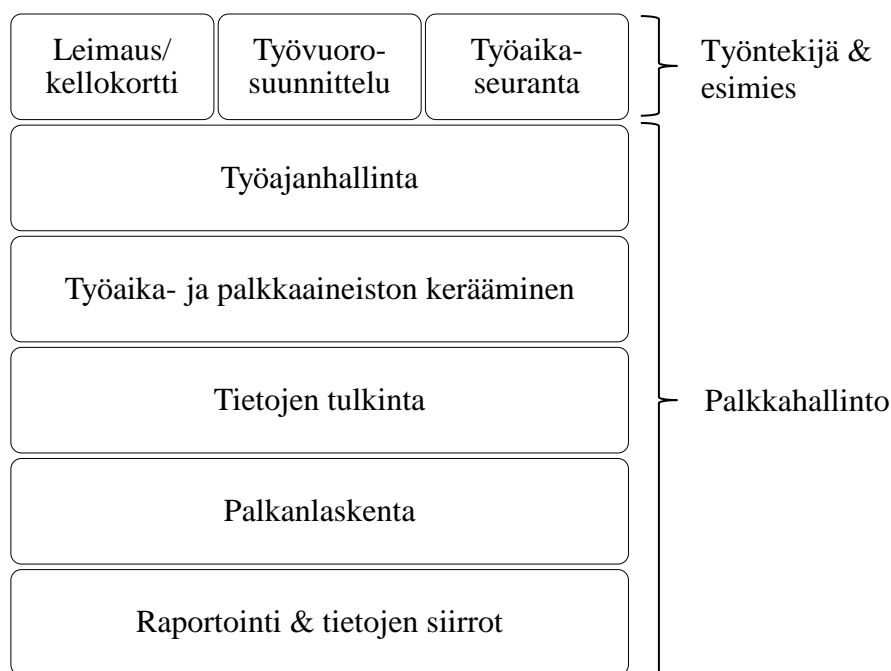 Leimaus/
kellokortti
Työvuoro-
suunnittelu
Työaika-
seuranta
Työntekijä &
esimies
Työajanhallinta
Työaika- ja palkkaaineiston kerääminen
Tietojen tulkinta
Palkkahallinto
Palkanlaskenta
Raportointi & tietojen siirrot